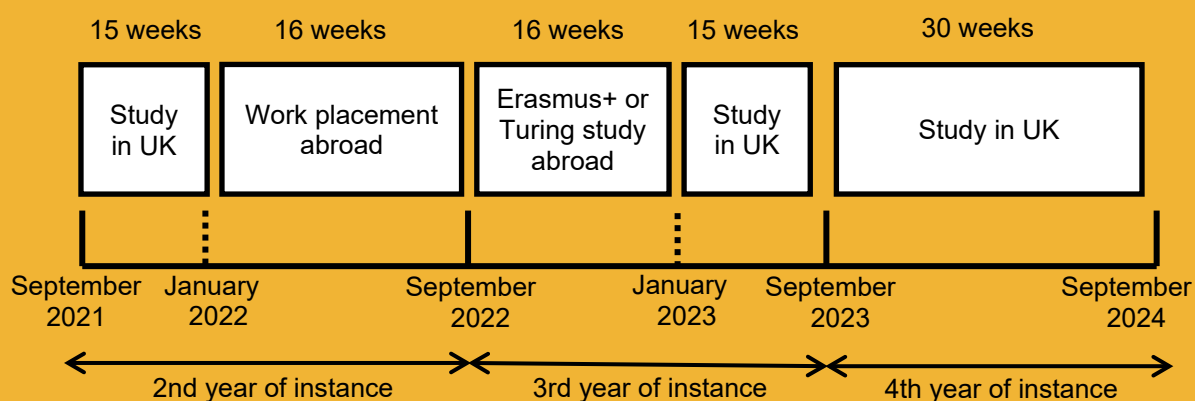 15 weeks
16 weeks
16 weeks
15 weeks
30 weeks
Study
in UK
Work placement
abroad
Erasmus+ or
Turing study
abroad
Study
in UK
Study in UK
September
2021
January
2022
September
2022
January
2023
September
2023
September
2024
2nd year of instance
3rd year of instance
4th year of instance